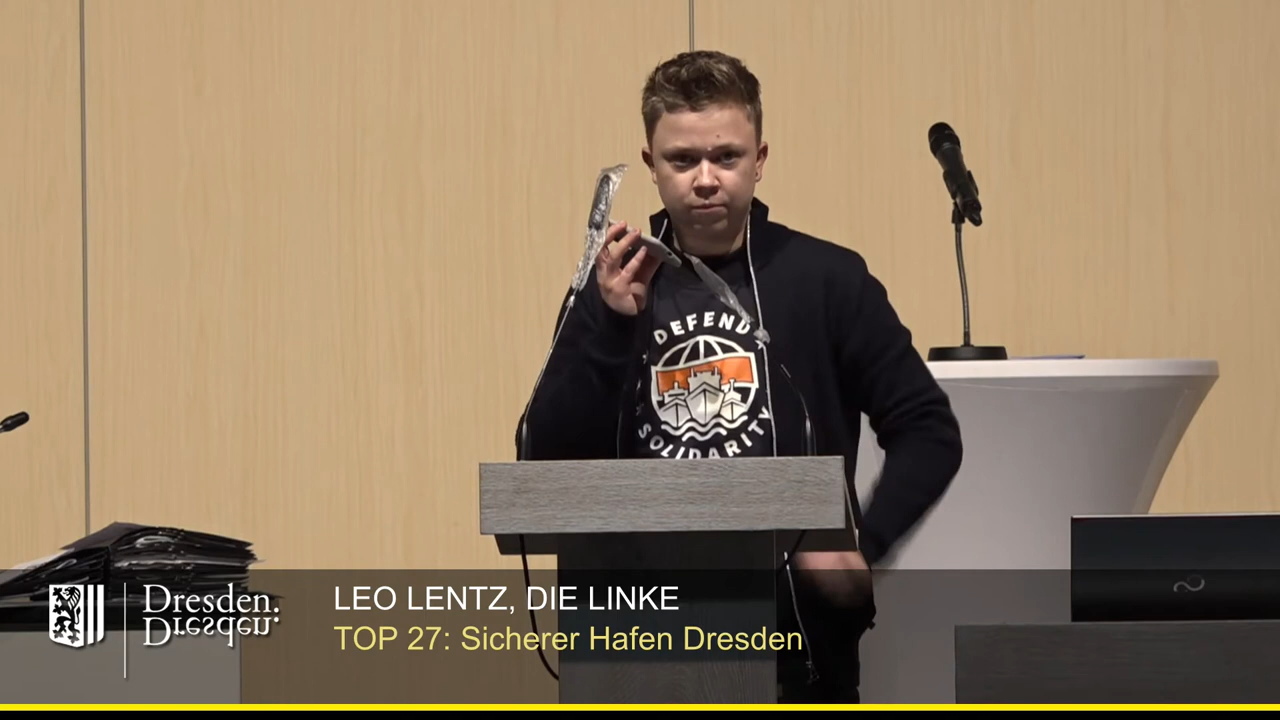 DEFEND
SOLIDARITY
Dresden.
Dresden.
LEO LENTZ, DIE LINKE
TOP 27: Sicherer Hafen Dresden